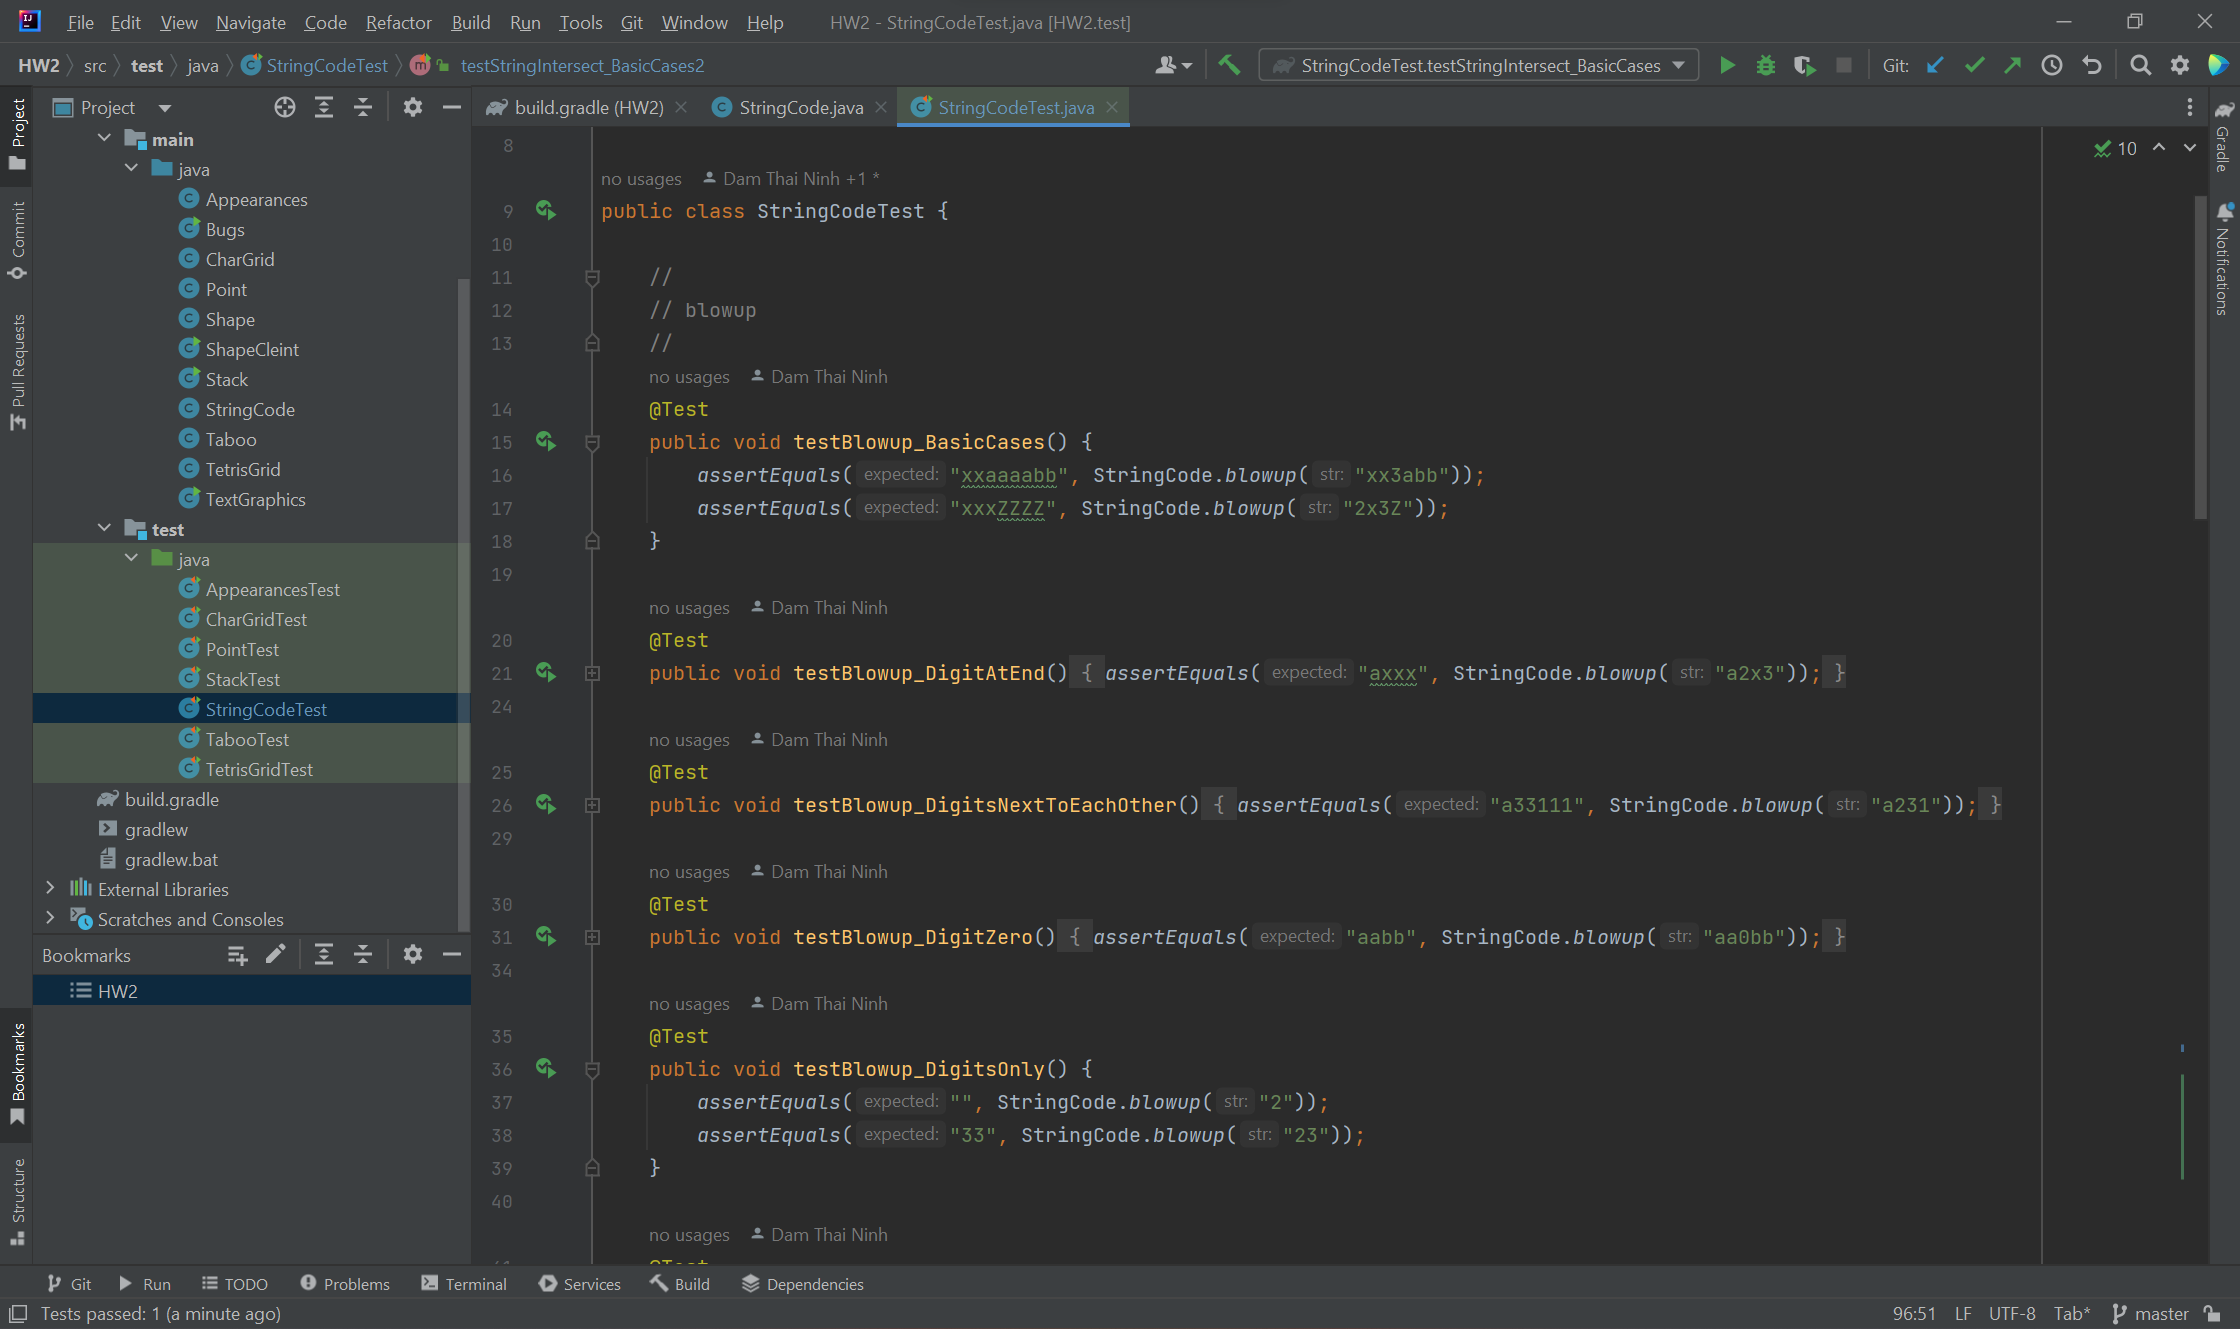 File Edit View Navigate Code Refactor Build Run Tools Git Window Help HW2 - StringCodeTest.java [HW2.test]
HW2 src test java StringCodeTest testStringIntersect_BasicCases2 StringCodeTest.testStringIntersect_BasicCases Git:
Project
build.gradle (HW2) StringCode.java StringCodeTest.java
Project
Commit
Pull Requests
Bookmarks
Structure
main
java
Appearances
Bugs
CharGrid
Point
Shape
ShapeCleint
Stack
StringCode
Taboo
TetrisGrid
TextGraphics
test
java
AppearancesTest
CharGridTest
PointTest
StackTest
StringCodeTest
TabooTest
TetrisGridTest
build.gradle
gradlew
gradlew.bat
External Libraries
Scratches and Consoles
Bookmarks
HW2
8
no usages Dam Thai Ninh +1 *
9 public class StringCodeTest {
10
11 //
12 // blowup
13 //
no usages Dam Thai Ninh
14 @Test
15 public void testBlowup_BasicCases() {
16 assertEquals( expected: "xxaaaabb", StringCode.blowup( str: "xx3abb"));
17 assertEquals( expected: "xxxZZZZ", StringCode.blowup( str: "2x3Z"));
18 }
19
no usages Dam Thai Ninh
20 @Test
21 public void testBlowup_DigitAtEnd() { assertEquals( expected: "axxx", StringCode.blowup( str: "a2x3")); }
24
no usages Dam Thai Ninh
25 @Test
26 public void testBlowup_DigitsNextToEachOther() { assertEquals( expected: "a33111", StringCode.blowup( str: "a231")); }
29
no usages Dam Thai Ninh
30 @Test
31 public void testBlowup_DigitZero() { assertEquals( expected: "aabb", StringCode.blowup( str: "aa0bb")); }
34
no usages Dam Thai Ninh
35 @Test
36 public void testBlowup_DigitsOnly() {
37 assertEquals( expected: "", StringCode.blowup( str: "2"));
38 assertEquals( expected: "33", StringCode.blowup( str: "23"));
39 }
40
no usages Dam Thai Ninh
10
Gradle
Notifications
Git Run TODO Problems Terminal Services Build Dependencies
Tests passed: 1 (a minute ago) 96:51 LF UTF-8 Tab* master